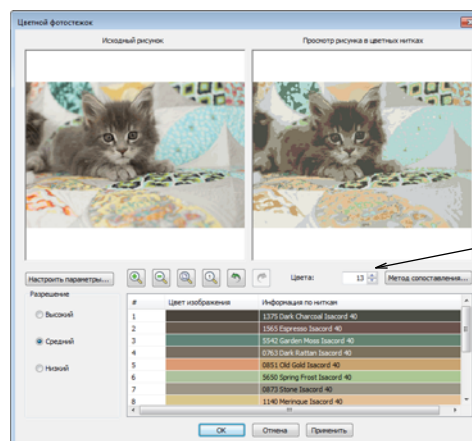 Цветной фотостежок
Исходный рисунок
Просмотр рисунка в цветных нитках
Настроить параметры...
Цвета:
13
Метод сопоставления...
Разрешение
Высокий
Средний
Низкий
#
Цвет изображения
Информация по ниткам
1
1375 Dark Charcoal Isacord 40
2
1565 Espresso Isacord 40
3
5542 Garden Moss Isacord 40
4
0763 Dark Rattan Isacord 40
5
0851 Old Gold Isacord 40
6
5650 Spring Frost Isacord 40
7
0873 Stone Isacord 40
8
1140 Meringue Isacord 40
OK
Отмена
Применить